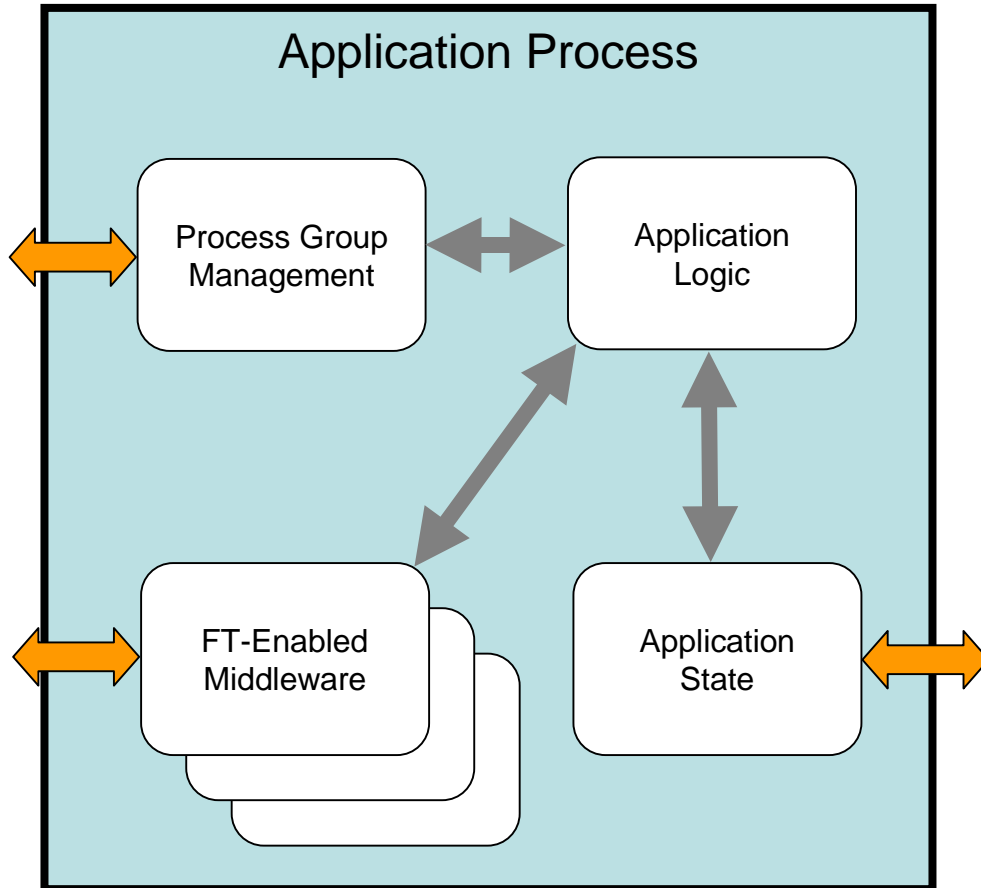 Application Process
Process Group
Management
Application
Logic
FT-Enabled
Middleware
Application
State